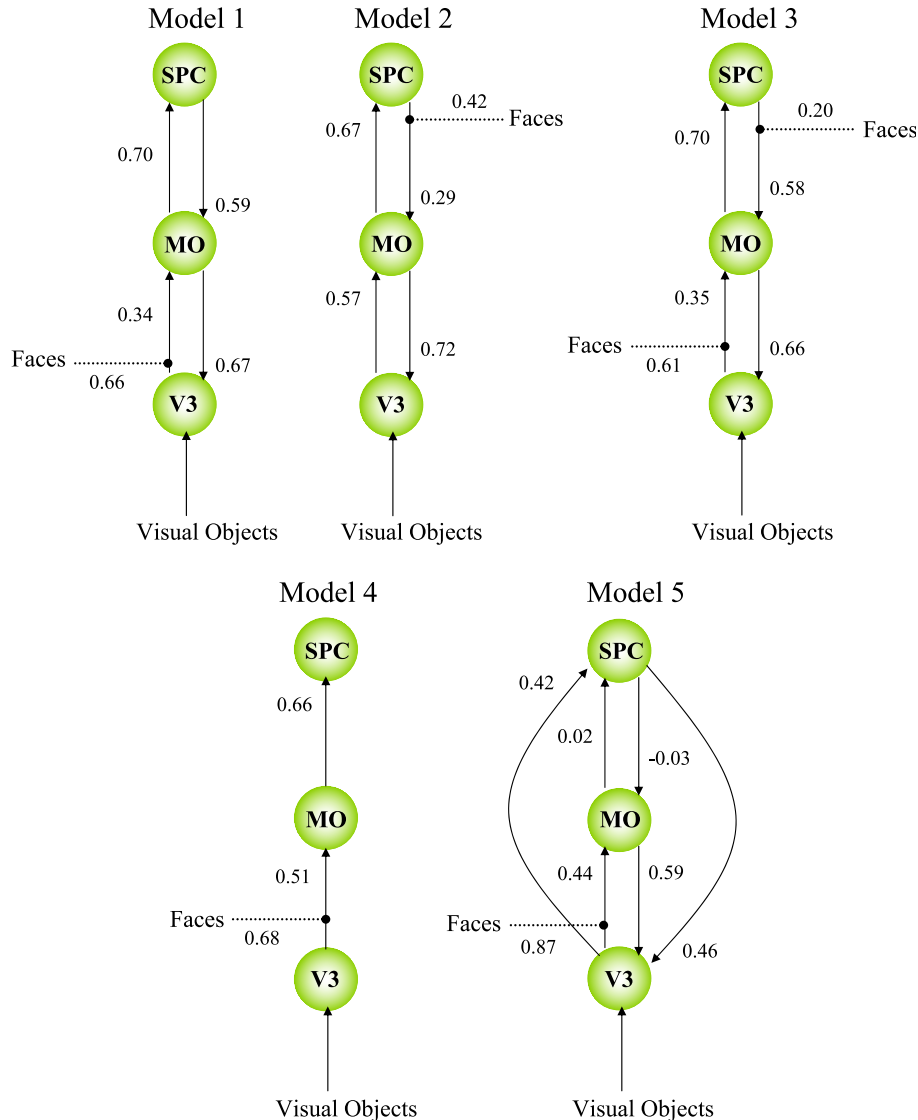 Model 1
Model 2
Model 3
SPC
SPC
SPC
0.42
Faces
0.20
Faces
0.70
0.67
0.70
0.59
0.29
0.58
MO
MO
MO
0.34
0.57
0.35
Faces
0.66
0.67
0.72
Faces
0.61
0.66
V3
V3
V3
Visual Objects
Visual Objects
Visual Objects
Model 4
Model 5
SPC
SPC
0.66
0.42
0.02
-0.03
MO
MO
0.51
0.44
0.59
Faces
0.68
Faces
0.87
0.46
V3
V3
Visual Objects
Visual Objects